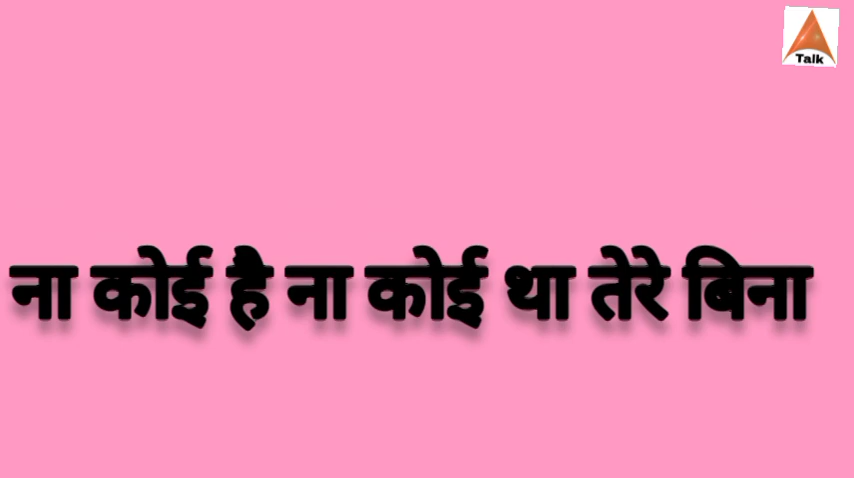 Talk
ना कोई है ना कोई था तेरे बिना